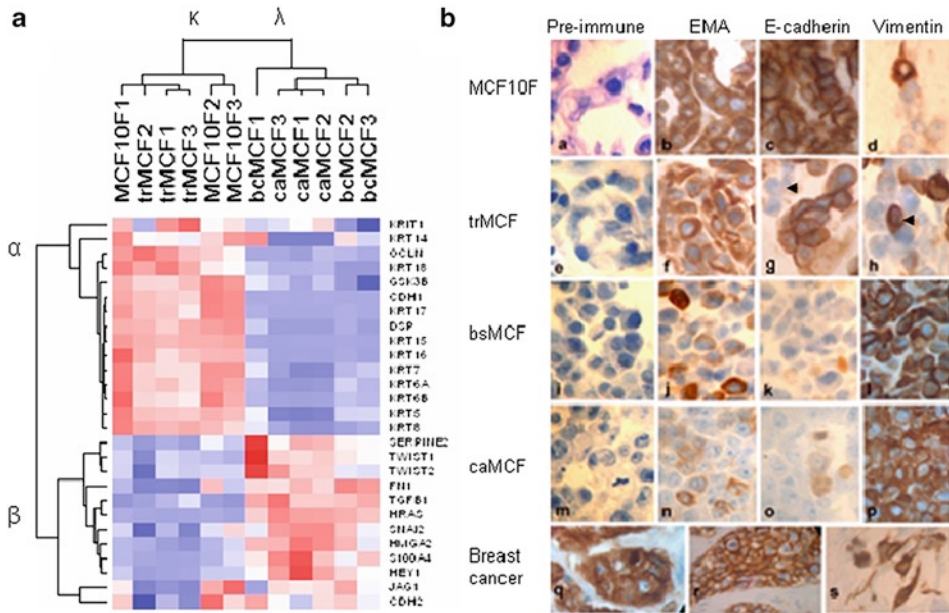 a
κ λ
MCF10F1
trMCF2
trMCF1
trMCF3
MCF10F2
MCF10F3
bcMCF1
caMCF3
caMCF1
caMCF2
bcMCF2
bcMCF3
α
β
KRIT1
KRT14
OCLN
KRT18
GSK3B
CDH1
KRT17
DSP
KRT15
KRT16
KRT7
KRT6A
KRT6B
KRT5
KRT8
SERPINE2
TWIST1
TWIST2
FN1
TGFB1
HRAS
SNAI2
HMGA2
S100A4
HEY1
JAG1
CDH2
b
Pre-immune EMA E-cadherin Vimentin
MCF10F
a b c d
trMCF
e f g h
bsMCF
i j k l
caMCF
m n o p
Breast
cancer
q r s